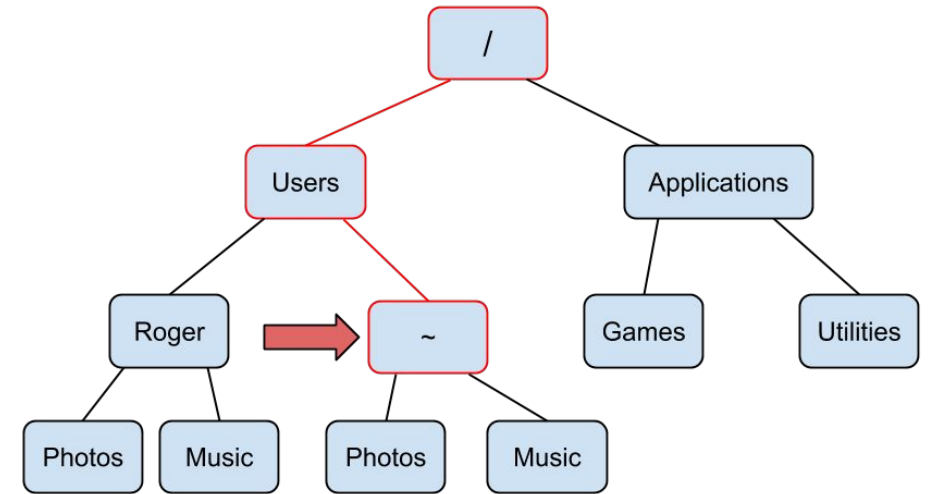 /
Users
Applications
Roger
~
Games
Utilities
Photos
Music
Photos
Music